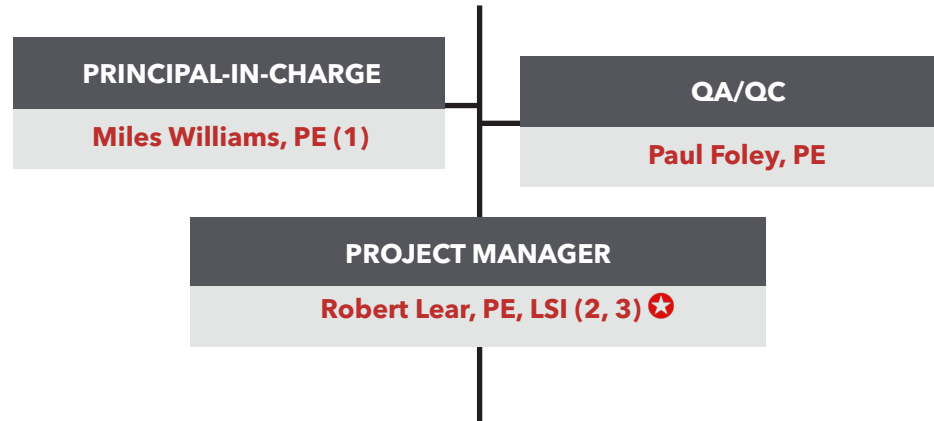 PRINCIPAL-IN-CHARGE
Miles Williams, PE (1)
QA/QC
Paul Foley, PE
PROJECT MANAGER
Robert Lear, PE, LSI (2, 3)